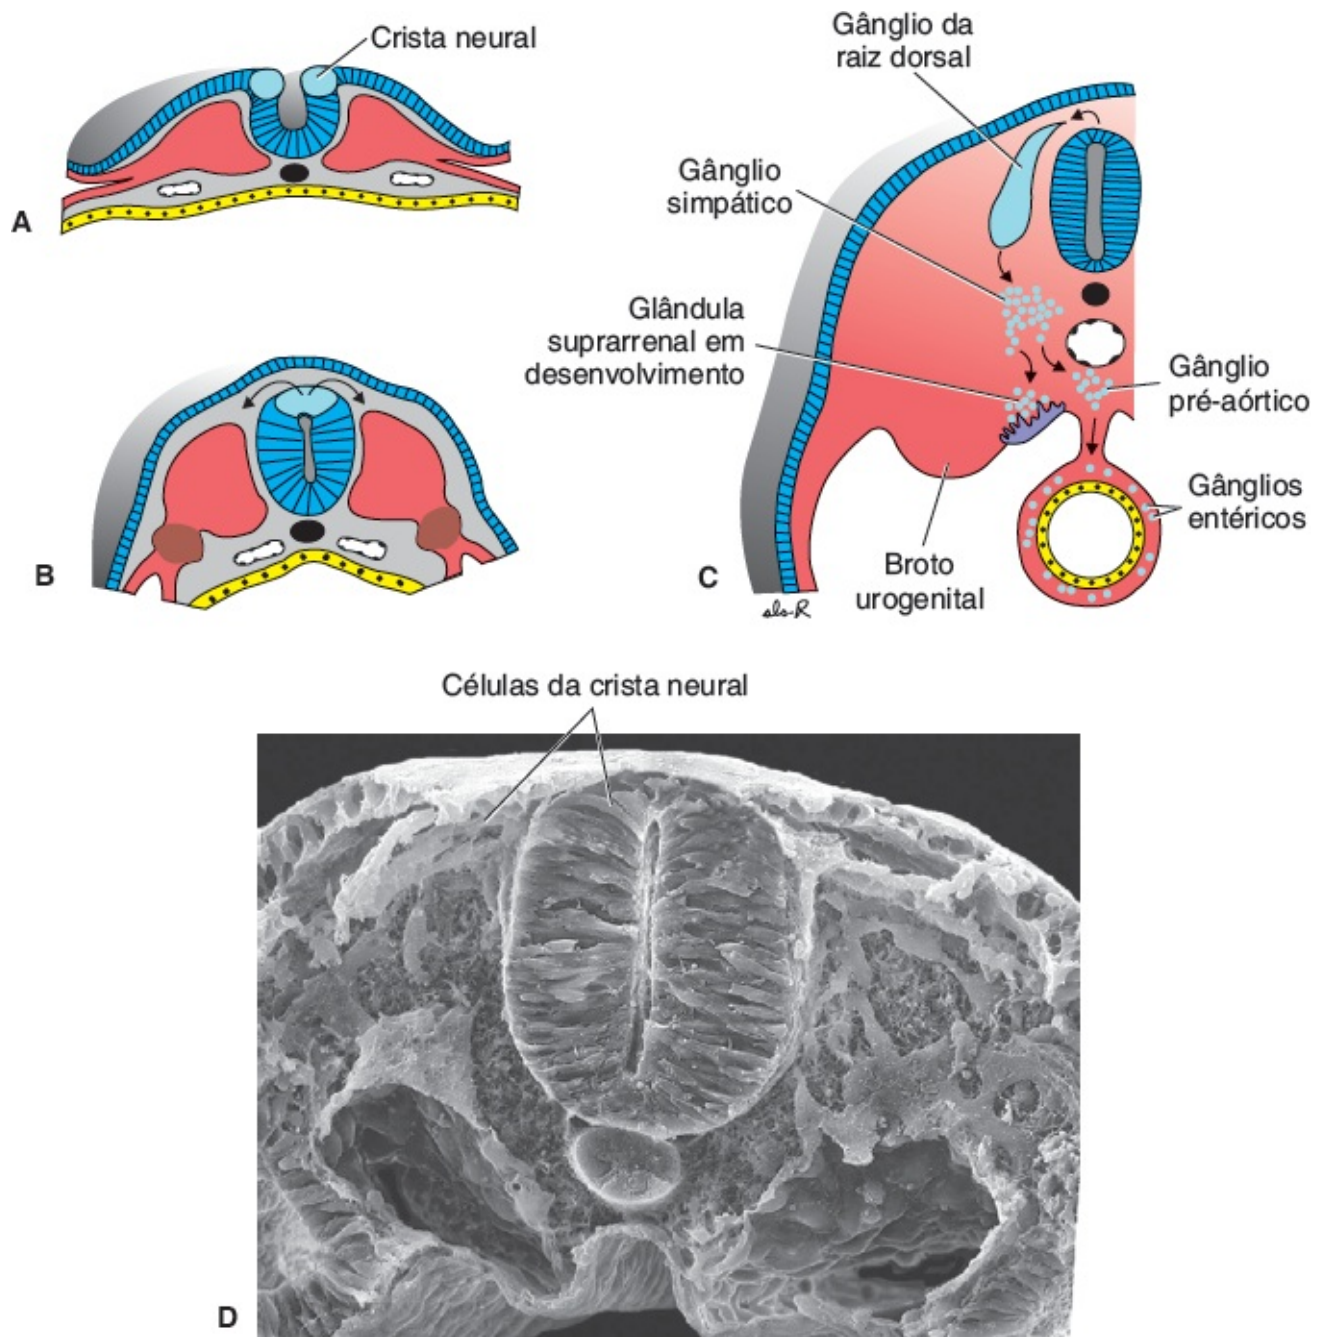 Crista neural
A
B
Gânglio da
raiz dorsal
Gânglio
simpático
Glândula
suprarrenal em
desenvolvimento
Gânglio
pré-aórtico
Gânglios
entéricos
Broto
urogenital
C
sls-R
Células da crista neural
D